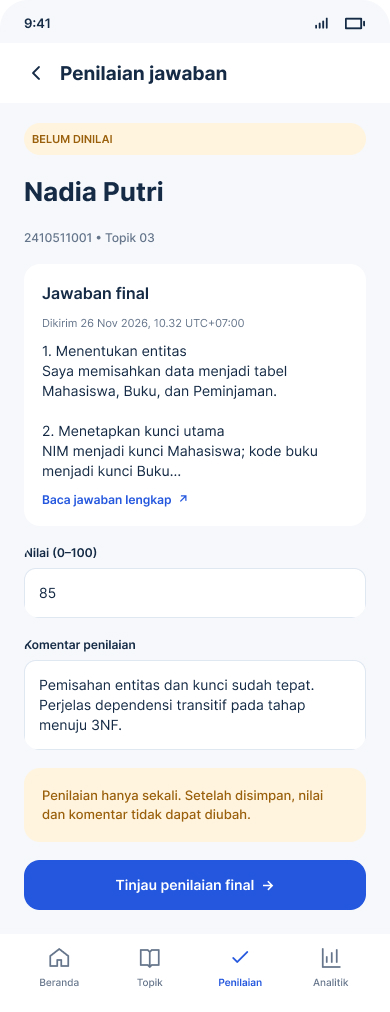 9:41
Penilaian jawaban
BELUM DINILAI
Nadia Putri
2410511001 • Topik 03
Jawaban final
Dikirim 26 Nov 2026, 10.32 UTC+07:00
1. Menentukan entitas
Saya memisahkan data menjadi tabel
Mahasiswa, Buku, dan Peminjaman.
2. Menetapkan kunci utama
NIM menjadi kunci Mahasiswa; kode buku
menjadi kunci Buku...
Baca jawaban lengkap ↗
Nilai (0–100)
85
Komentar penilaian
Pemisahan entitas dan kunci sudah tepat.
Perjelas dependensi transitif pada tahap
menuju 3NF.
Penilaian hanya sekali. Setelah disimpan, nilai
dan komentar tidak dapat diubah.
Tinjau penilaian final →
Beranda Topik Penilaian Analitik